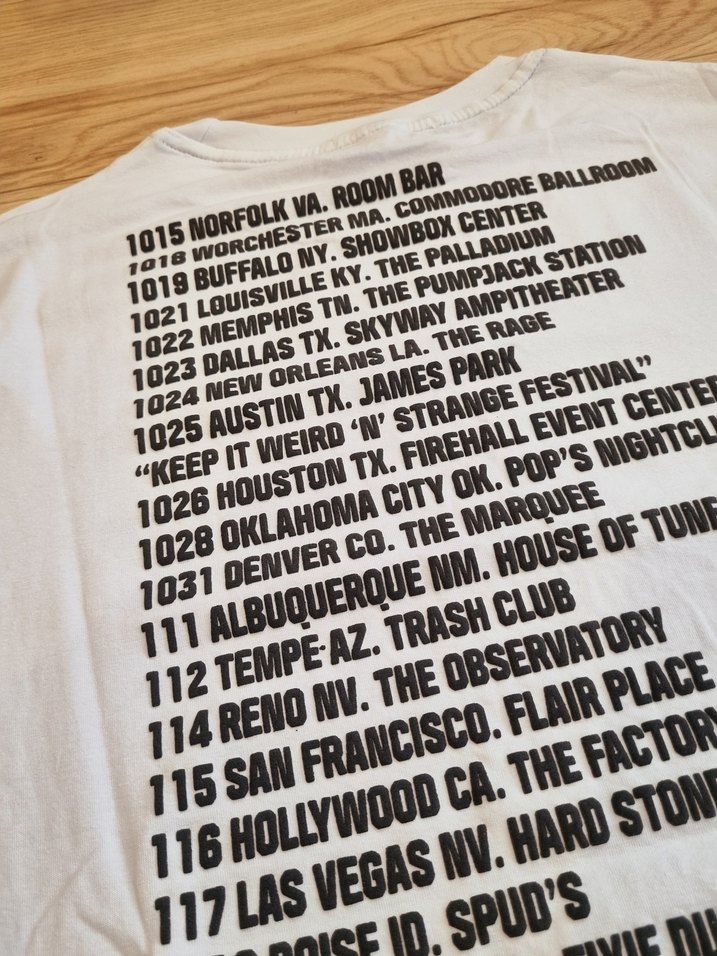 1015 NORFOLK VA. ROOM BAR
1018 WORCHESTER MA. COMMODORE BALLROOM
1019 BUFFALO NY. SHOWBOX CENTER
1021 LOUISVILLE KY. THE PALLADIUM
1022 MEMPHIS TN. THE PUMPJACK STATION
1023 DALLAS TX. SKYWAY AMPITHEATER
1024 NEW ORLEANS LA. THE RAGE
1025 AUSTIN TX. JAMES PARK
“KEEP IT WEIRD ‘N’ STRANGE FESTIVAL”
1026 HOUSTON TX. FIREHALL EVENT CENTER
1028 OKLAHOMA CITY OK. POP’S
1031 DENVER CO. THE MARQUEE
111 ALBUQUERQUE NM. HOUSE OF TUNE
112 TEMPE AZ. TRASH CLUB
114 RENO NV. THE OBSERVATORY
115 SAN FRANCISCO. FLAIR PLACE
116 HOLLYWOOD CA. THE FACTORY
117 LAS VEGAS NV. HARD STONE
BOISE ID. SPUD’S